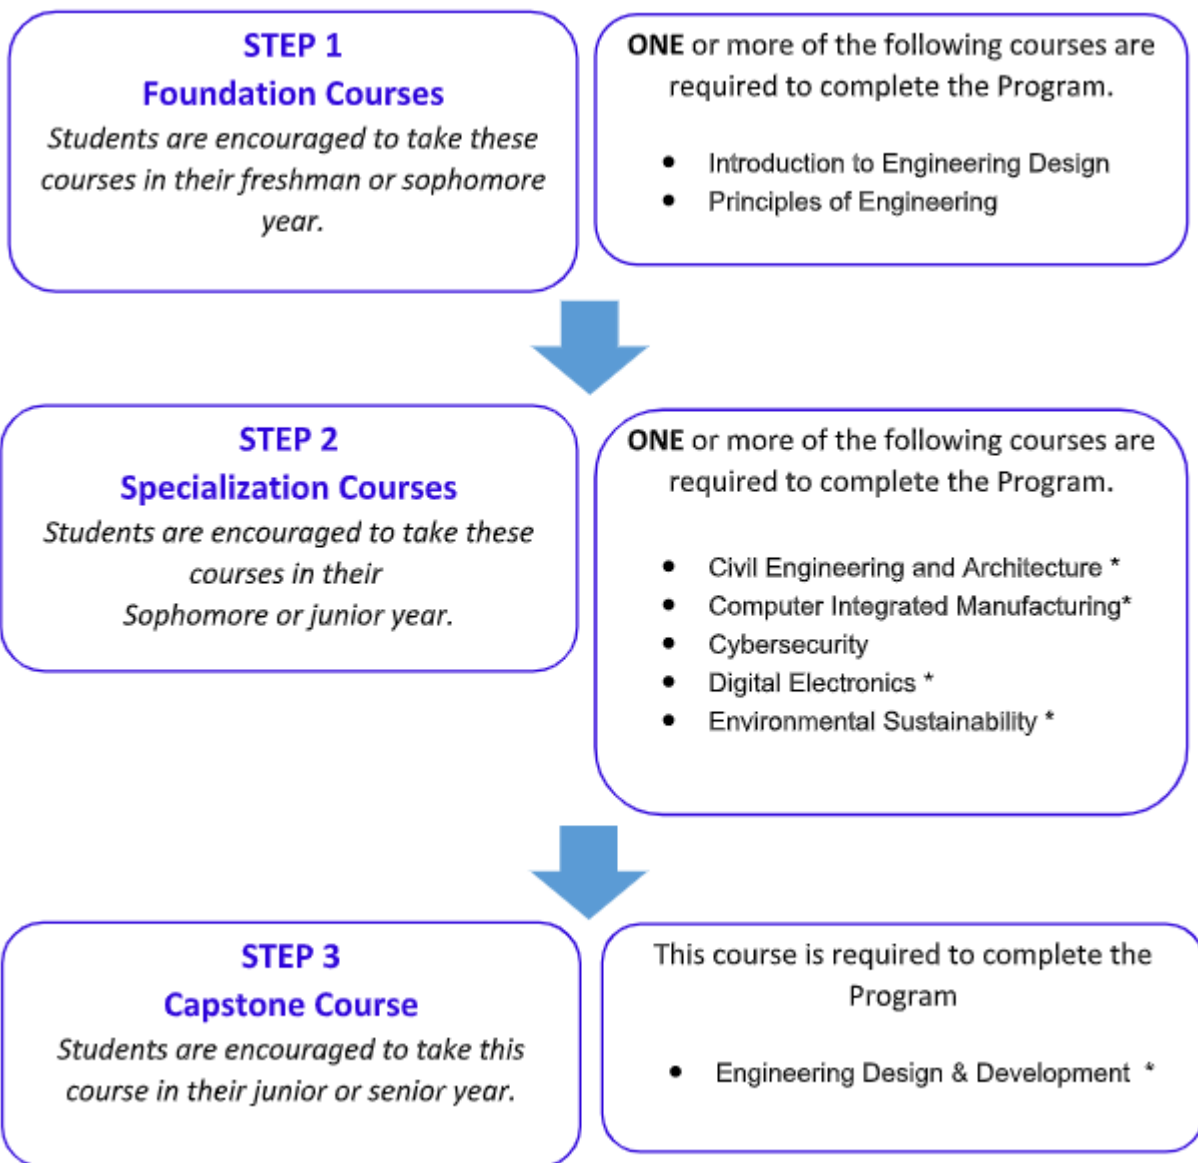 STEP 1
Foundation Courses
Students are encouraged to take these
courses in their freshman or sophomore
year.
ONE or more of the following courses are
required to complete the Program.
• Introduction to Engineering Design
• Principles of Engineering
STEP 2
Specialization Courses
Students are encouraged to take these
courses in their
Sophomore or junior year.
ONE or more of the following courses are
required to complete the Program.
• Civil Engineering and Architecture *
• Computer Integrated Manufacturing*
• Cybersecurity
• Digital Electronics *
• Environmental Sustainability *
STEP 3
Capstone Course
Students are encouraged to take this
course in their junior or senior year.
This course is required to complete the
Program
• Engineering Design & Development *